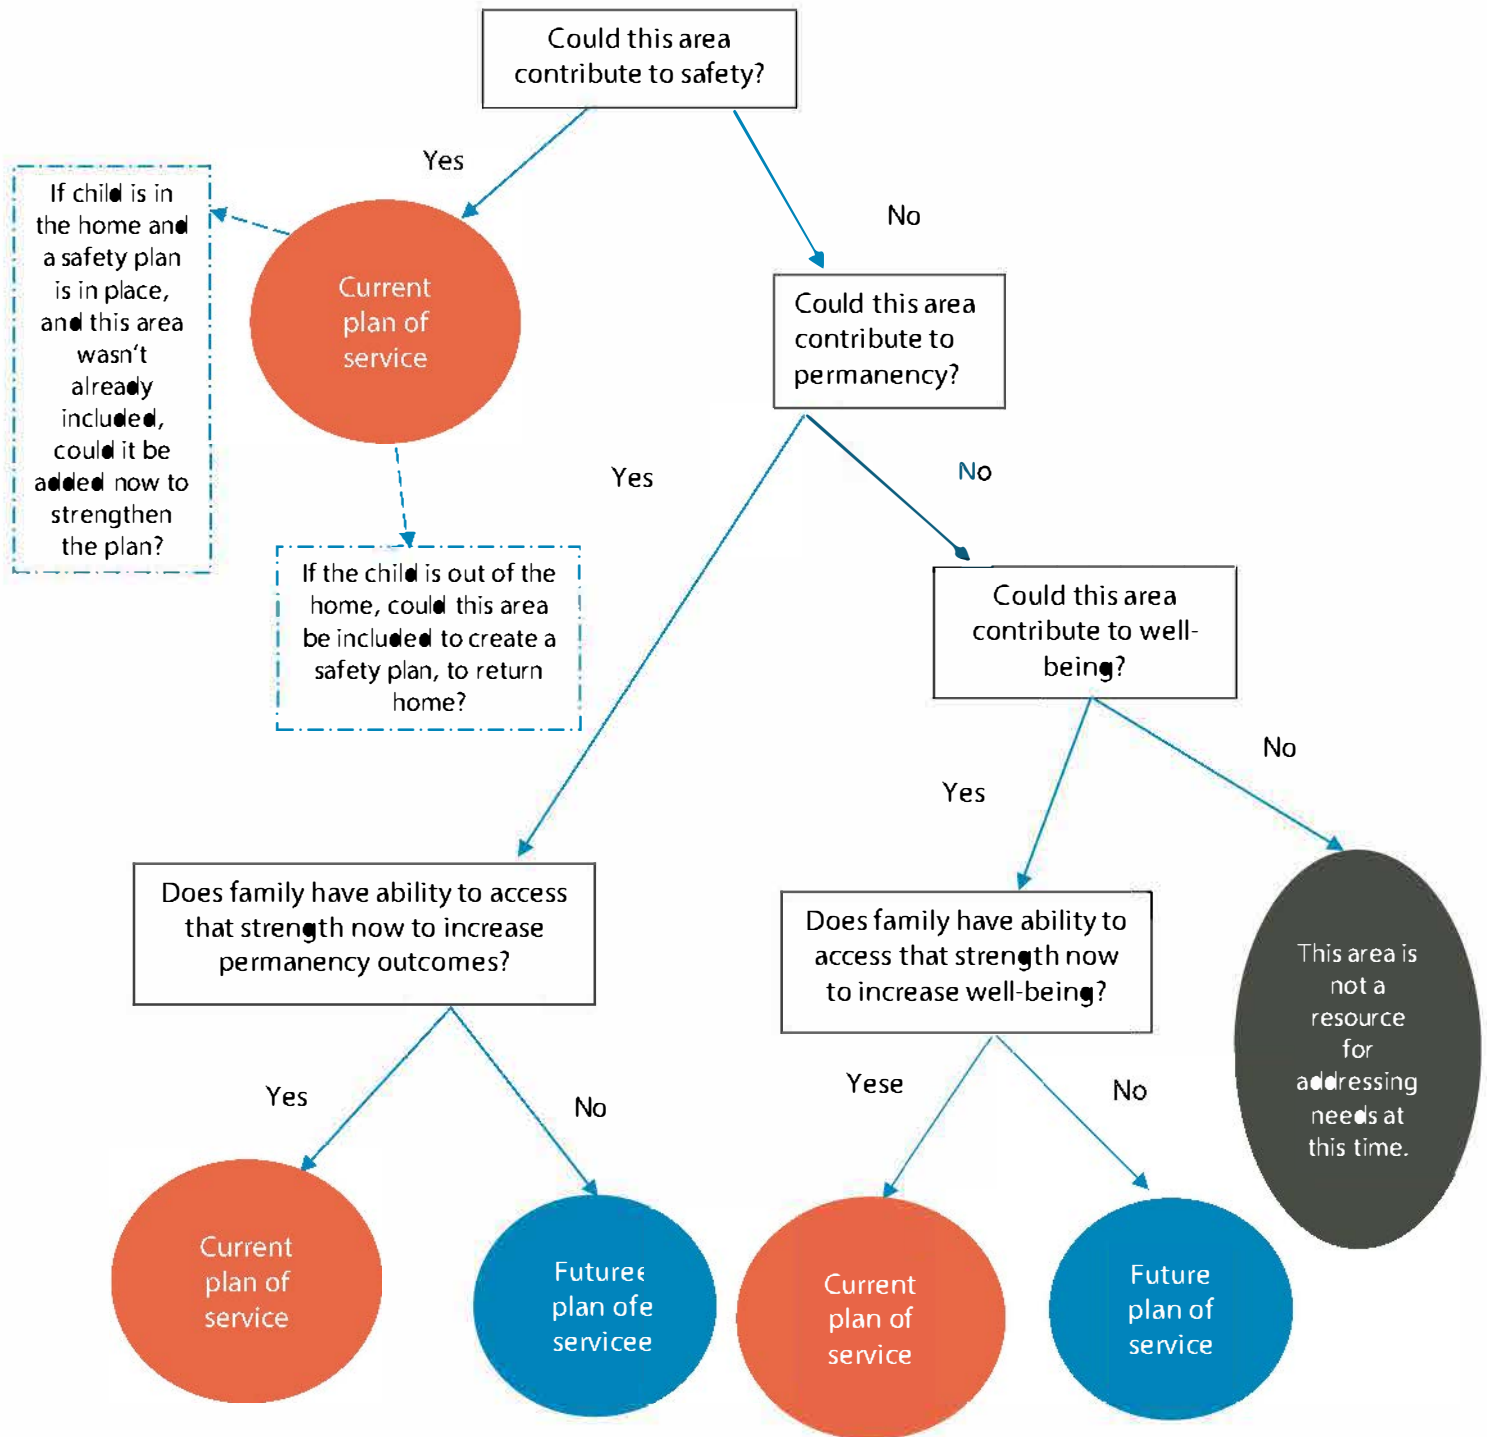 Could this area
contribute to safety?
Yes
No
If child is in
the home and
a safety plan
is in place,
and this area
wasn't
already
included,
could it be
added now to
strengthen
the plan?
Current
plan of
service
Could this area
contribute to
permanency?
Yes
No
If the child is out of the
home, could this area
be included to create a
safety plan, to return
home?
Could this area
contribute to well-
being?
Yes
No
Does family have ability to access
that strength now to increase
permanency outcomes?
Does family have ability to
access that strength now
to increase well-being?
This area is
not a
resource
for
addressing
needs at
this time.
Yes
No
Yese
No
Current
plan of
service
Futuree
plan ofe
servicee
Current
plan of
service
Future
plan of
service